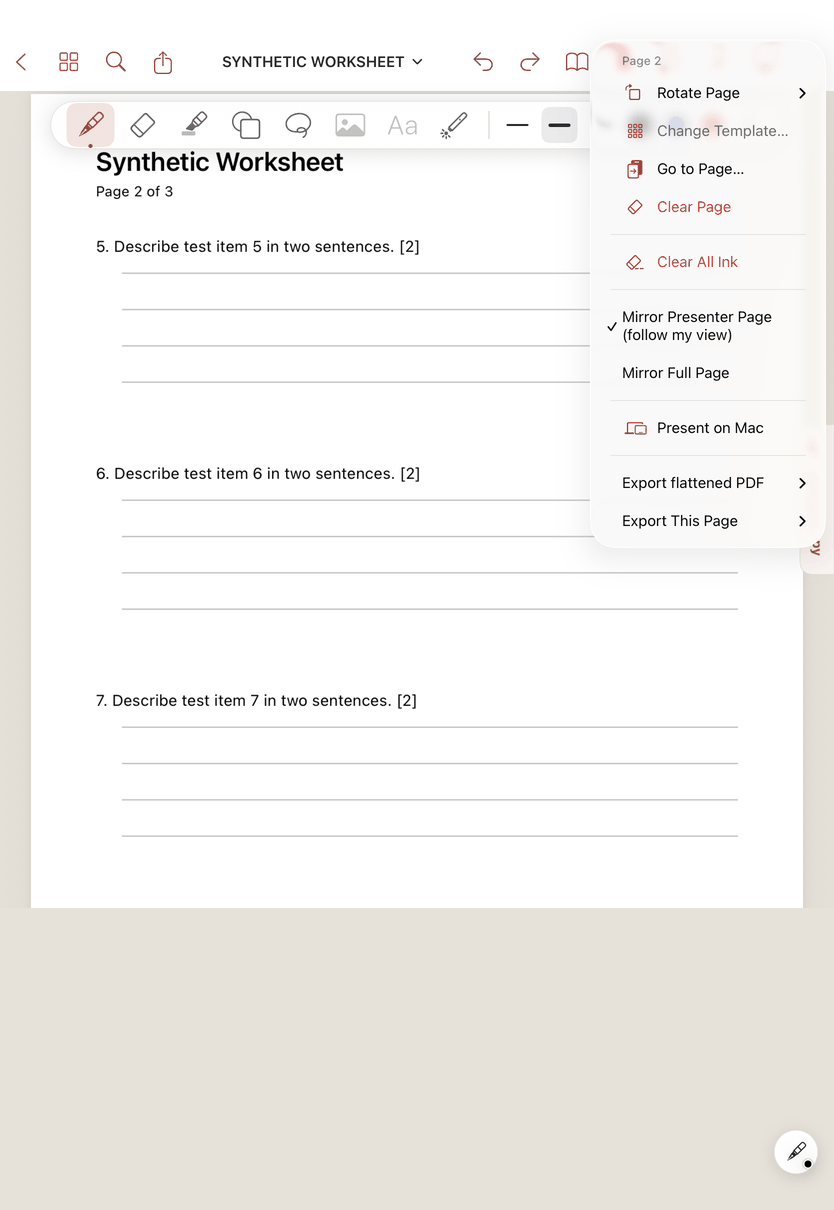 SYNTHETIC WORKSHEET
Aa
Synthetic Worksheet
Page 2 of 3
5. Describe test item 5 in two sentences. [2]
6. Describe test item 6 in two sentences. [2]
7. Describe test item 7 in two sentences. [2]
Page 2
Rotate Page
Change Template...
Go to Page...
Clear Page
Clear All Ink
Mirror Presenter Page
(follow my view)
Mirror Full Page
Present on Mac
Export flattened PDF
Export This Page